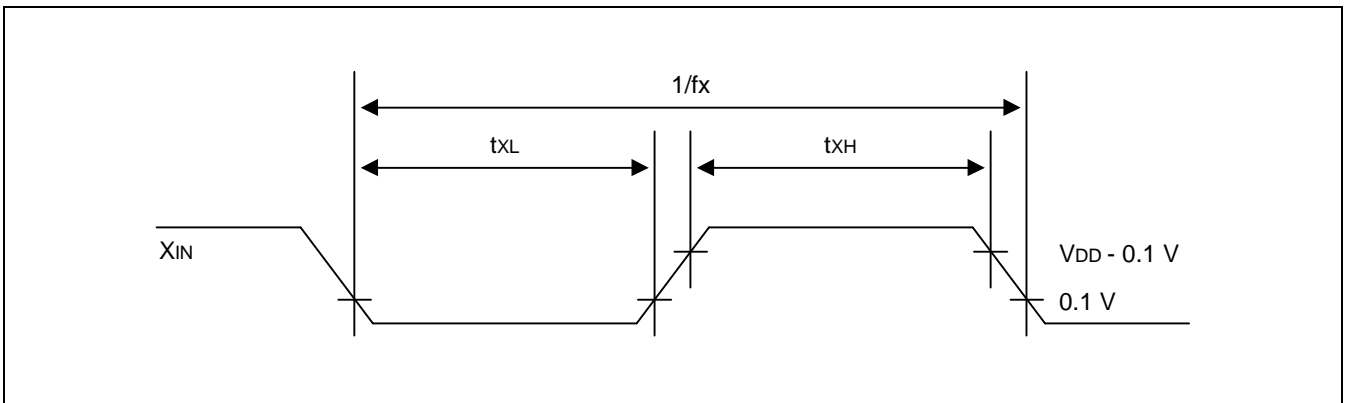 1/fx
tXL
tXH
XIN
VDD - 0.1 V
0.1 V